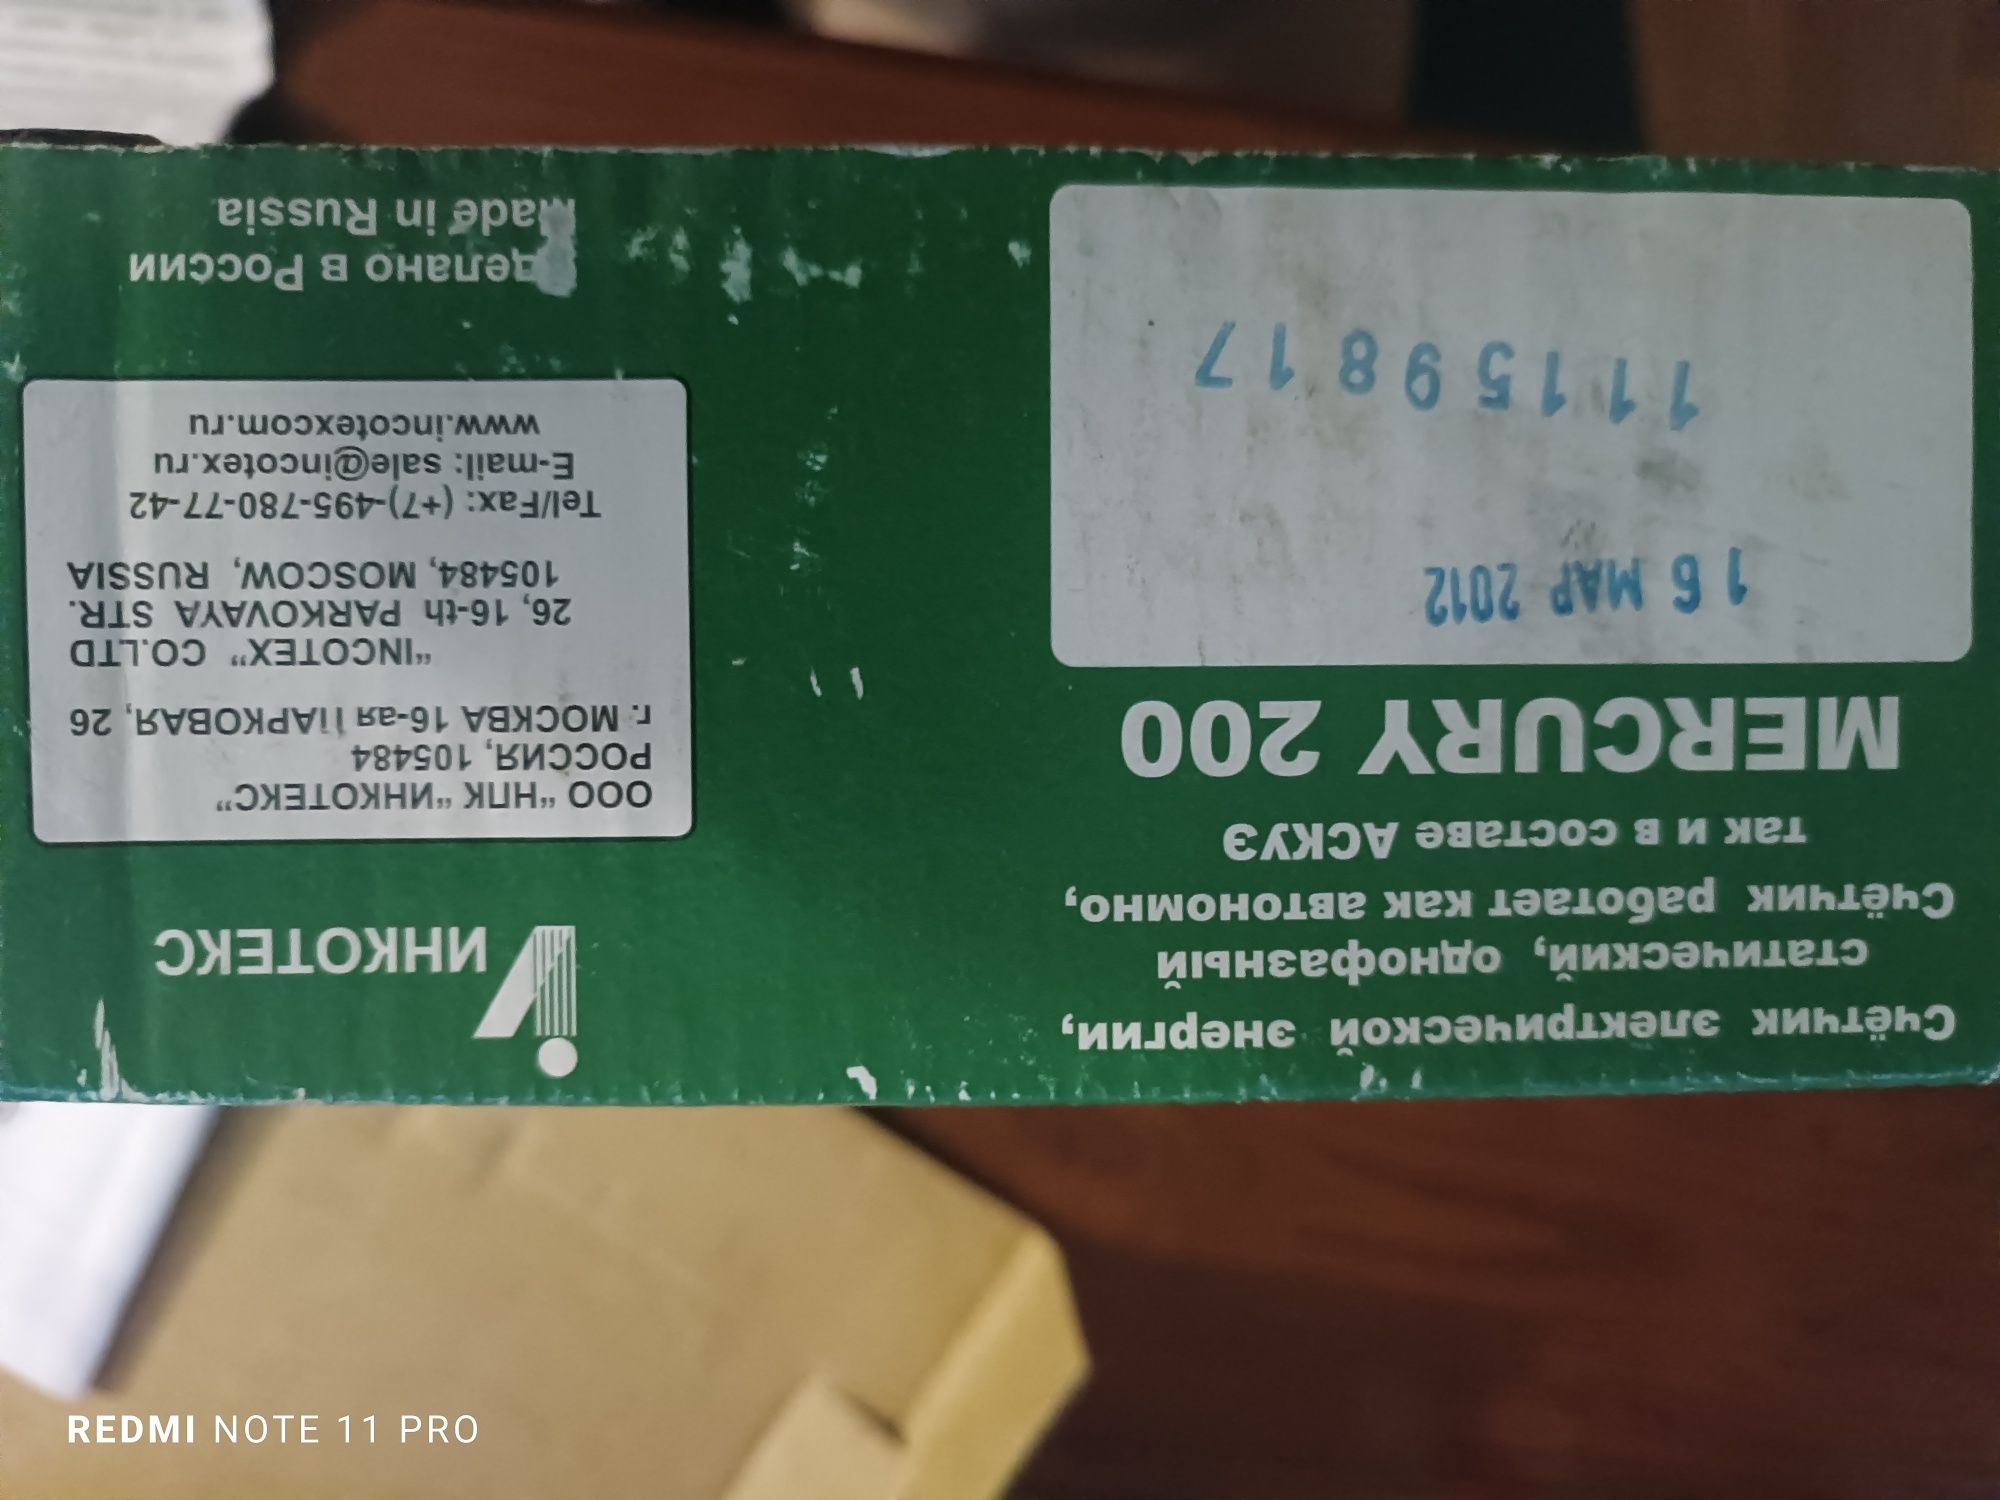 Счётчик электрической энергии,
статический, однофазный
Счётчик работает как автономно,
так и в составе АСКУЭ
MERCURY 200
16 МАР 2012
11159817
ИНКОТЕКС
ООО "НПК "ИНКОТЕКС"
РОССИЯ, 105484
г. МОСКВА 16-ая ПАРКОВАЯ, 26
"INCOTEX" CO.LTD
26, 16-th PARKOVAYA STR.
105484, MOSCOW, RUSSIA
Tel/Fax: (+7)-495-780-77-42
E-mail: sale@incotex.ru
www.incotexcom.ru
Сделано в России
Made in Russia
REDMI NOTE 11 PRO